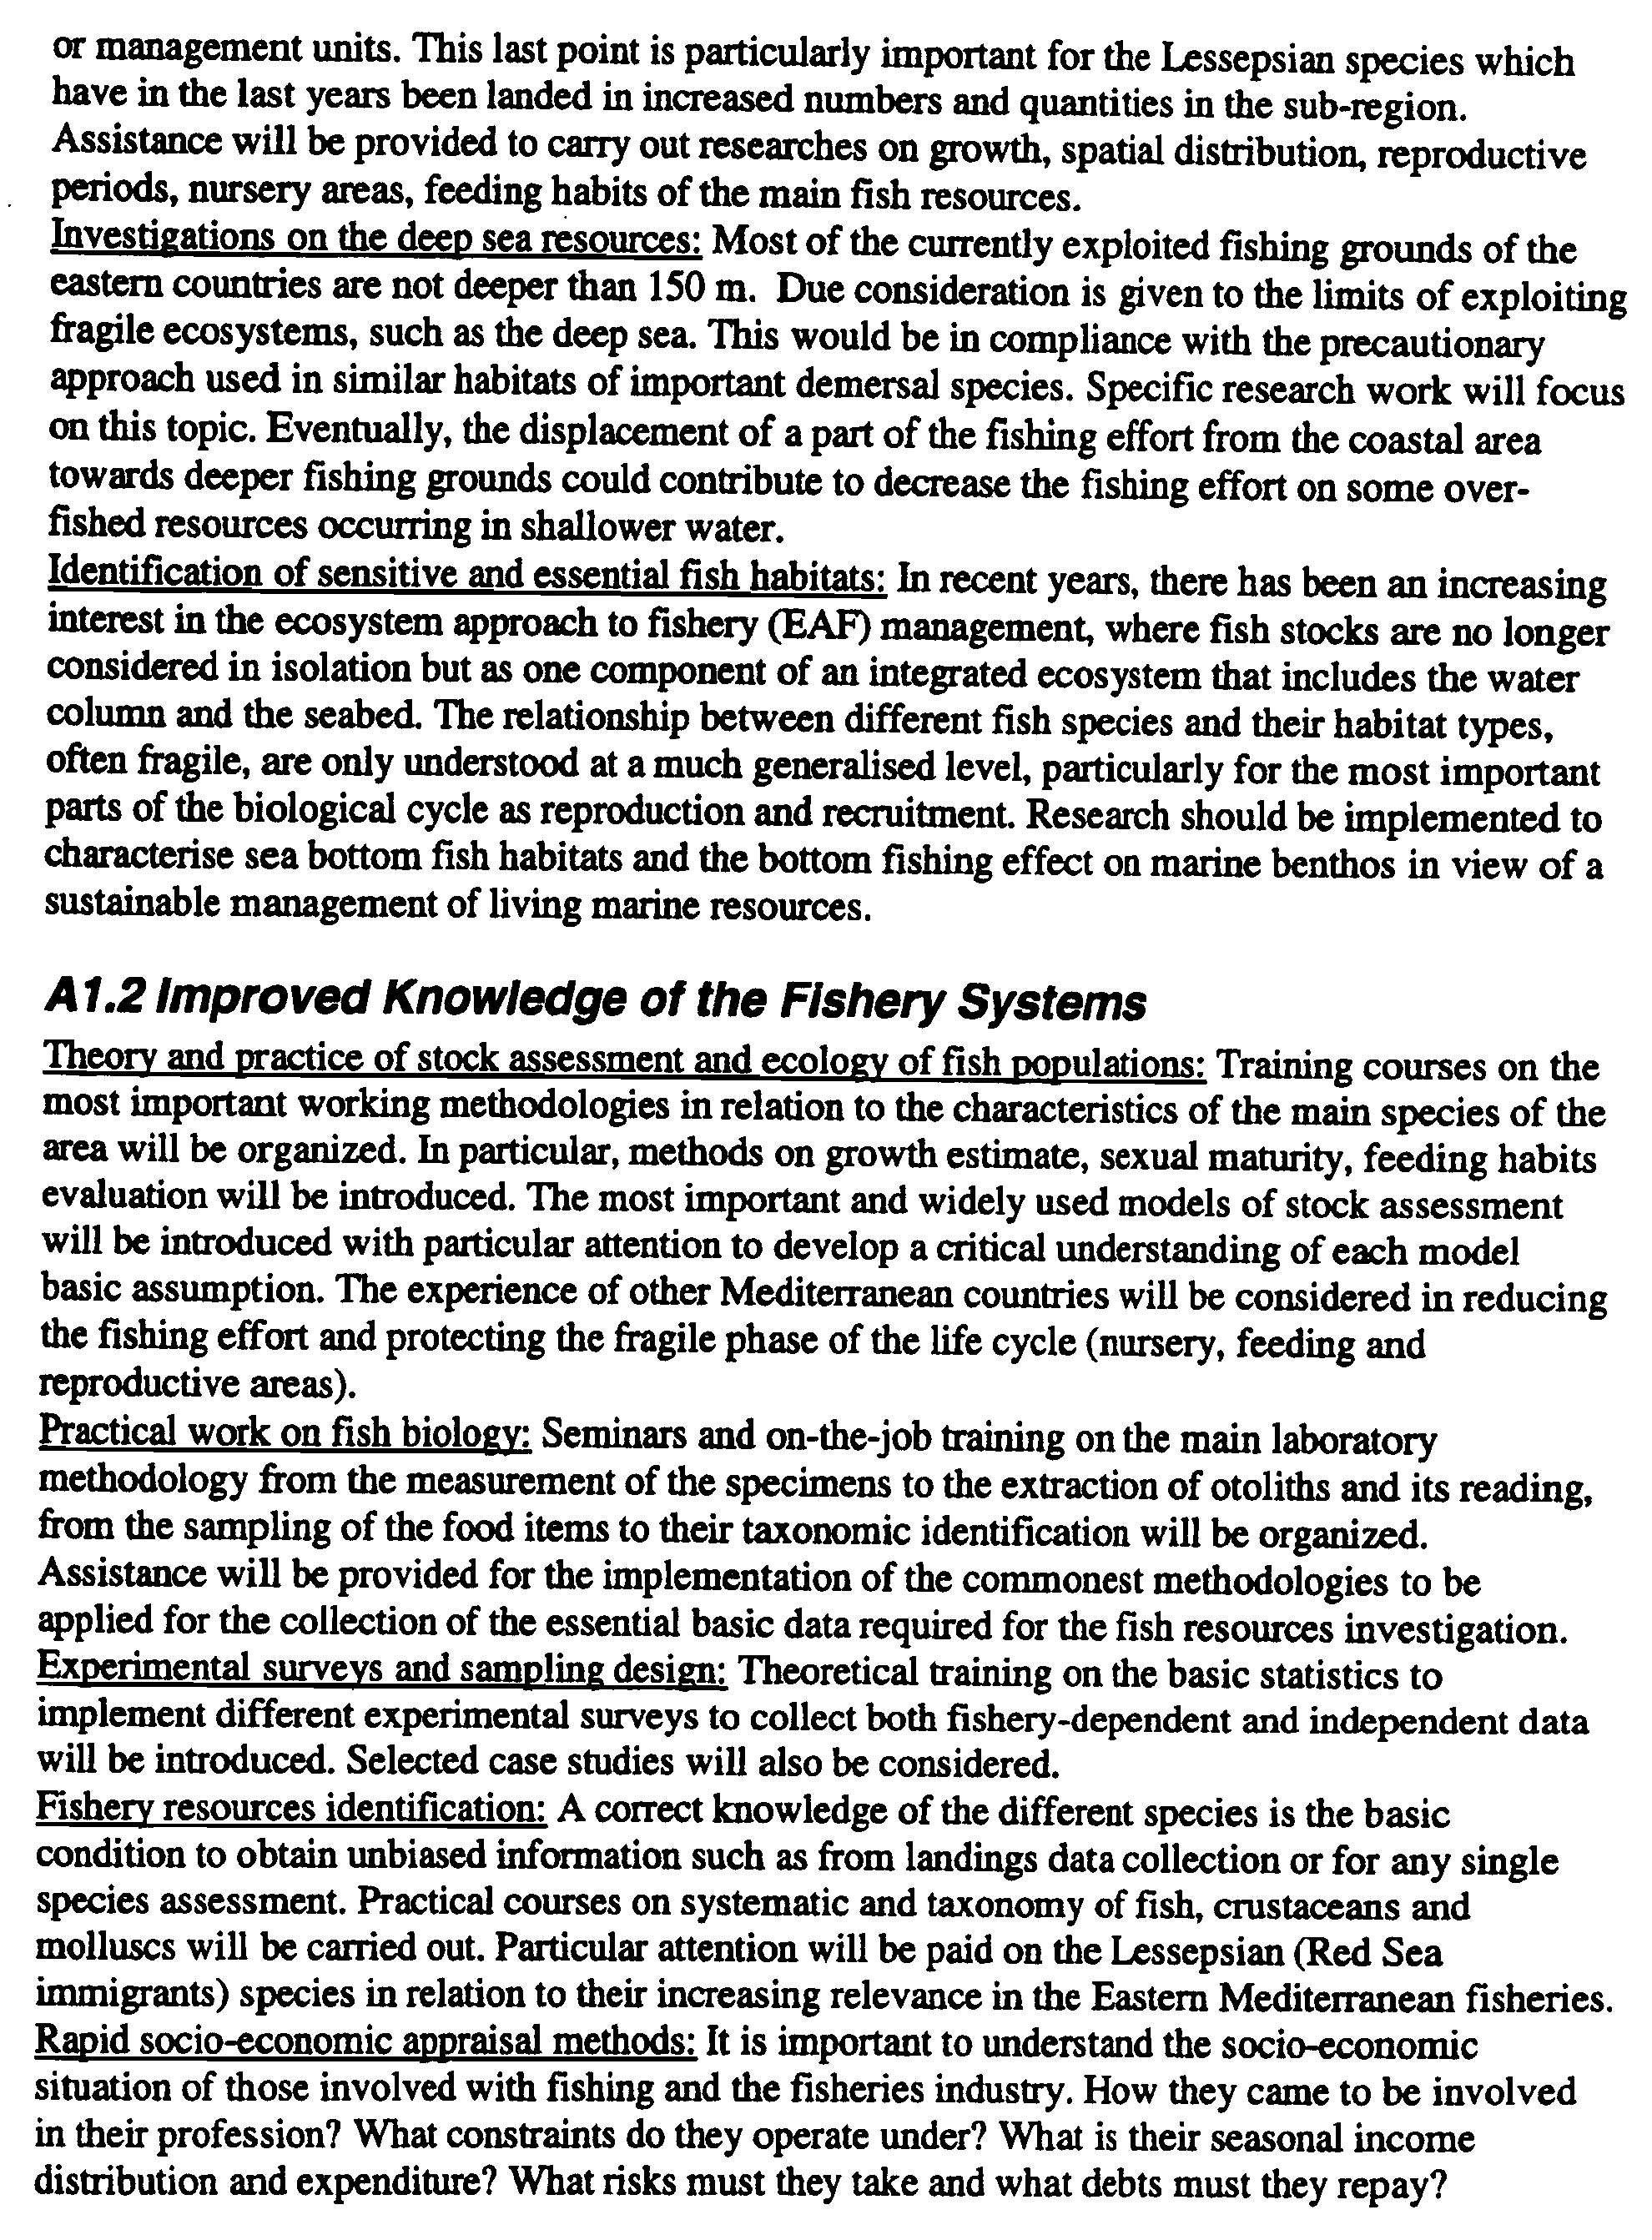 or management units. This last point is particularly important for the Lessepsian species which
have in the last years been landed in increased numbers and quantities in the sub-region.
Assistance will be provided to carry out researches on growth, spatial distribution, reproductive
periods, nursery areas, feeding habits of the main fish resources.
Investigations on the deep sea resources: Most of the currently exploited fishing grounds of the
eastern countries are not deeper than 150 m. Due consideration is given to the limits of exploiting
fragile ecosystems, such as the deep sea. This would be in compliance with the precautionary
approach used in similar habitats of important demersal species. Specific research work will focus
on this topic. Eventually, the displacement of a part of the fishing effort from the coastal area
towards deeper fishing grounds could contribute to decrease the fishing effort on some over-
fished resources occurring in shallower water.
Identification of sensitive and essential fish habitats: In recent years, there has been an increasing
interest in the ecosystem approach to fishery (EAF) management, where fish stocks are no longer
considered in isolation but as one component of an integrated ecosystem that includes the water
column and the seabed. The relationship between different fish species and their habitat types,
often fragile, are only understood at a much generalised level, particularly for the most important
parts of the biological cycle as reproduction and recruitment. Research should be implemented to
characterise sea bottom fish habitats and the bottom fishing effect on marine benthos in view of a
sustainable management of living marine resources.
A1.2 Improved Knowledge of the Fishery Systems
Theory and practice of stock assessment and ecology of fish populations: Training courses on the
most important working methodologies in relation to the characteristics of the main species of the
area will be organized. In particular, methods on growth estimate, sexual maturity, feeding habits
evaluation will be introduced. The most important and widely used models of stock assessment
will be introduced with particular attention to develop a critical understanding of each model
basic assumption. The experience of other Mediterranean countries will be considered in reducing
the fishing effort and protecting the fragile phase of the life cycle (nursery, feeding and
reproductive areas).
Practical work on fish biology: Seminars and on-the-job training on the main laboratory
methodology from the measurement of the specimens to the extraction of otoliths and its reading,
from the sampling of the food items to their taxonomic identification will be organized.
Assistance will be provided for the implementation of the commonest methodologies to be
applied for the collection of the essential basic data required for the fish resources investigation.
Experimental surveys and sampling design: Theoretical training on the basic statistics to
implement different experimental surveys to collect both fishery-dependent and independent data
will be introduced. Selected case studies will also be considered.
Fishery resources identification: A correct knowledge of the different species is the basic
condition to obtain unbiased information such as from landings data collection or for any single
species assessment. Practical courses on systematic and taxonomy of fish, crustaceans and
molluscs will be carried out. Particular attention will be paid on the Lessepsian (Red Sea
immigrants) species in relation to their increasing relevance in the Eastern Mediterranean fisheries.
Rapid socio-economic appraisal methods: It is important to understand the socio-economic
situation of those involved with fishing and the fisheries industry. How they came to be involved
in their profession? What constraints do they operate under? What is their seasonal income
distribution and expenditure? What risks must they take and what debts must they repay?